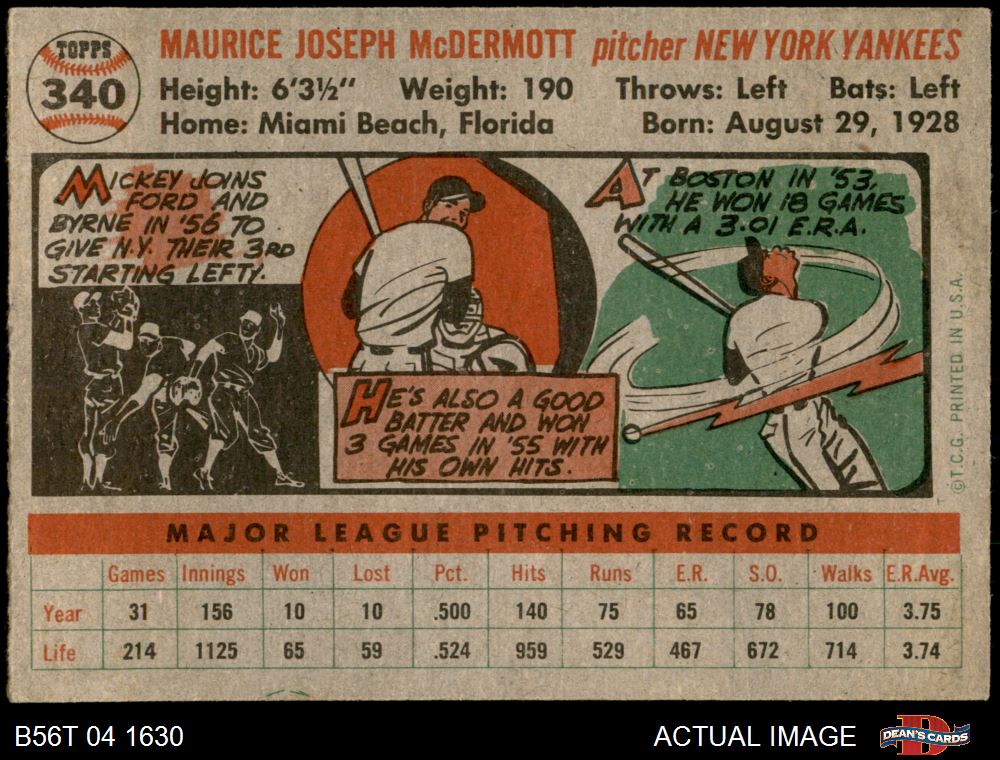 TOPPS
340
MAURICE JOSEPH McDERMOTT pitcher NEW YORK YANKEES
Height: 6'3½" Weight: 190 Throws: Left Bats: Left
Home: Miami Beach, Florida Born: August 29, 1928
MICKEY JOINS
FORD AND
BYRNE IN '56 TO
GIVE N.Y. THEIR 3RD
STARTING LEFTY.
HE'S ALSO A GOOD
BATTER AND WON
3 GAMES IN '55 WITH
HIS OWN HITS.
AT BOSTON IN '53,
HE WON 18 GAMES
WITH A 3.01 E.R.A.
©T.C.G. PRINTED IN U.S.A.
MAJOR LEAGUE PITCHING RECORD
Games Innings Won Lost Pct. Hits Runs E.R. S.O. Walks E.R.Avg.
Year 31 156 10 10 .500 140 75 65 78 100 3.75
Life 214 1125 65 59 .524 959 529 467 672 714 3.74
B56T 04 1630 ACTUAL IMAGE DEAN'S CARDS